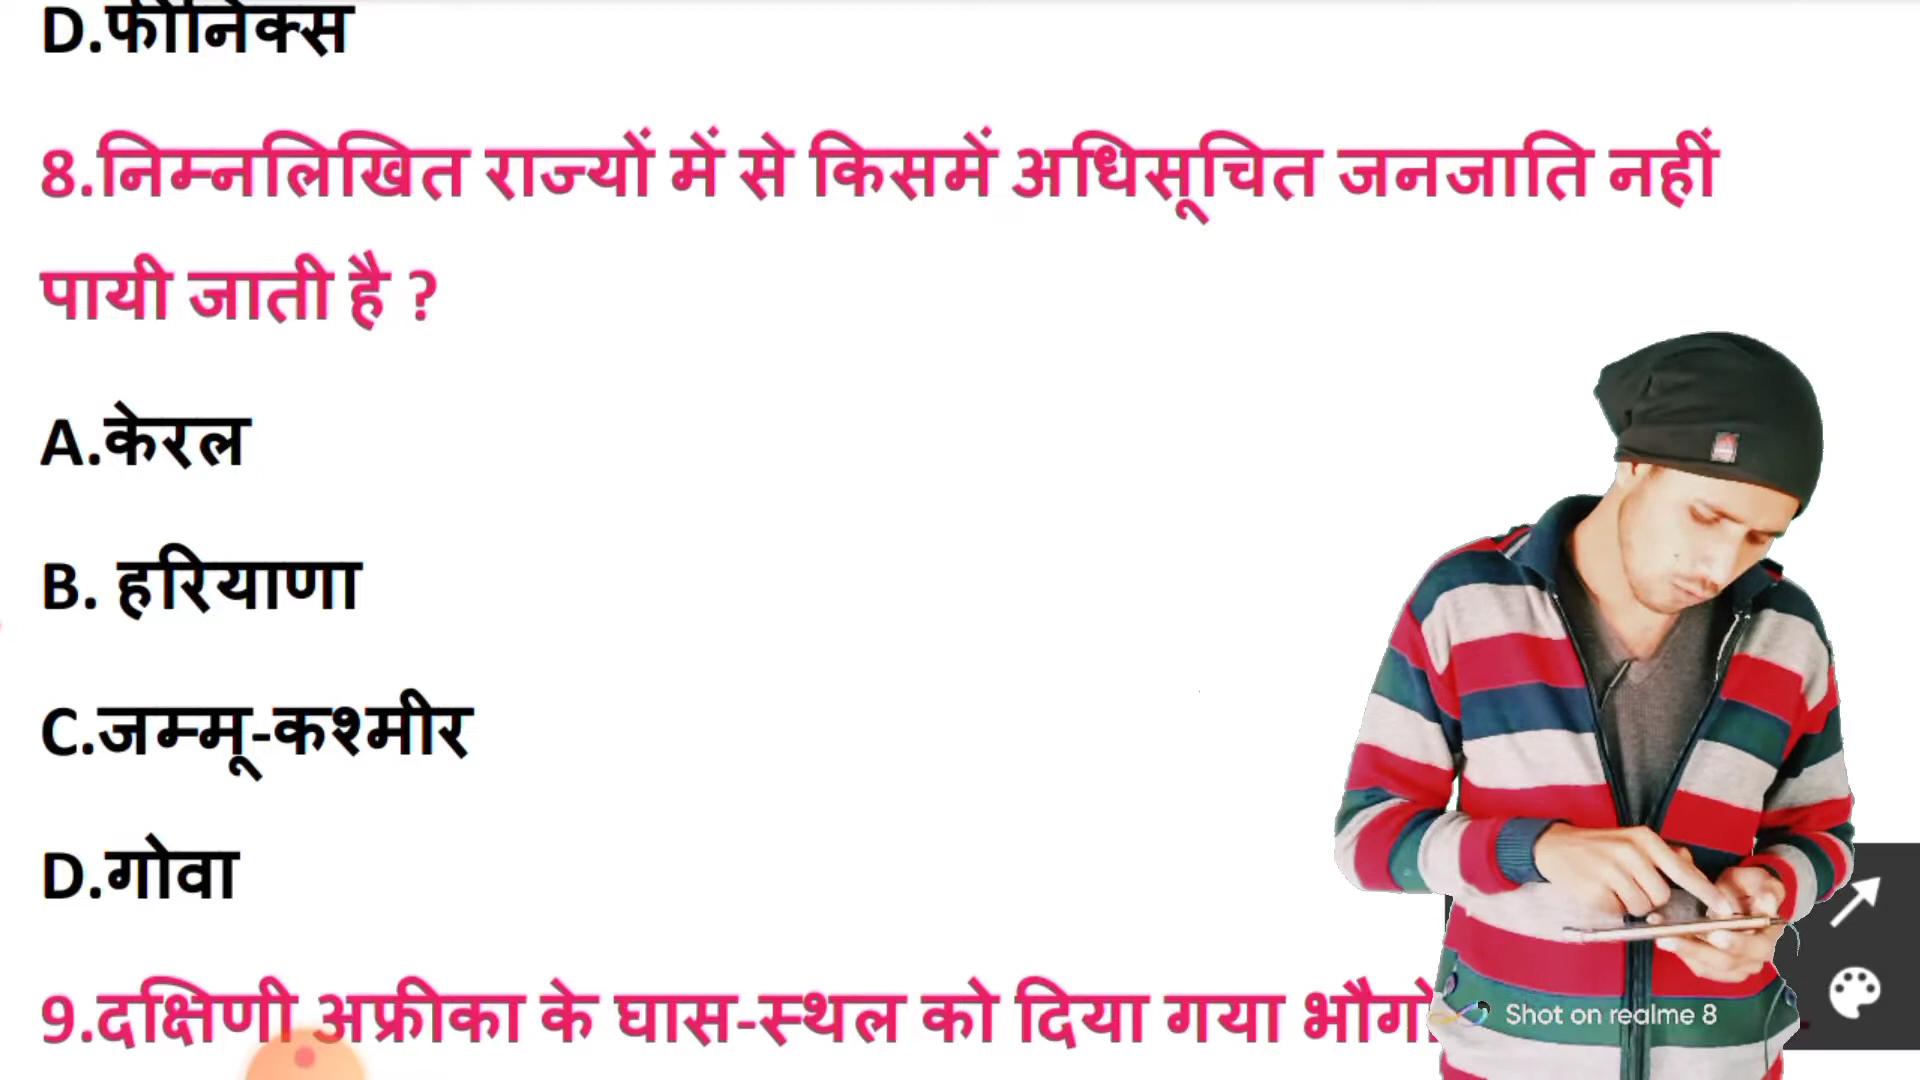 D.फीनिक्स
8.निम्नलिखित राज्यों में से किसमें अधिसूचित जनजाति नहीं
पायी जाती है ?
A.केरल
B. हरियाणा
C.जम्मू-कश्मीर
D.गोवा
9.दक्षिणी अफ्रीका के घास-स्थल को दिया गया
Shot on realme 8